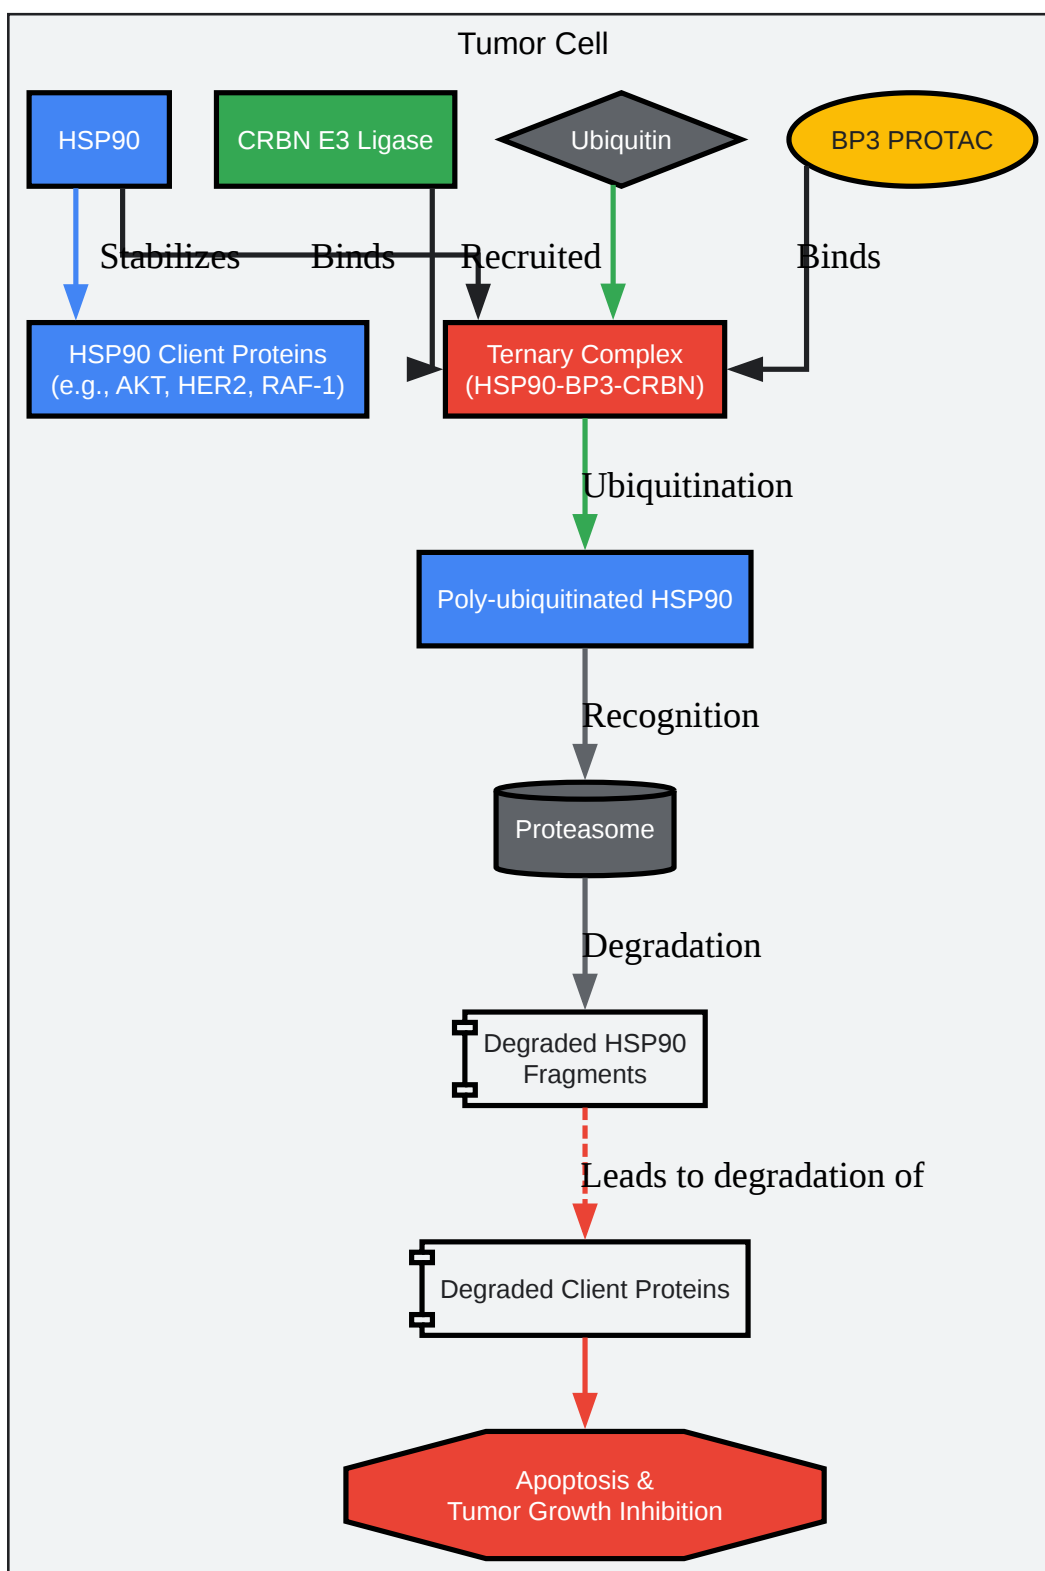 Tumor Cell
HSP90
CRBN E3 Ligase
Ubiquitin
BP3 PROTAC
Stabilizes
Binds
Recruited
Binds
HSP90 Client Proteins
(e.g., AKT, HER2, RAF-1)
Ternary Complex
(HSP90-BP3-CRBN)
Ubiquitination
Poly-ubiquitinated HSP90
Recognition
Proteasome
Degradation
Degraded HSP90
Fragments
Leads to degradation of
Degraded Client Proteins
Apoptosis &
Tumor Growth Inhibition